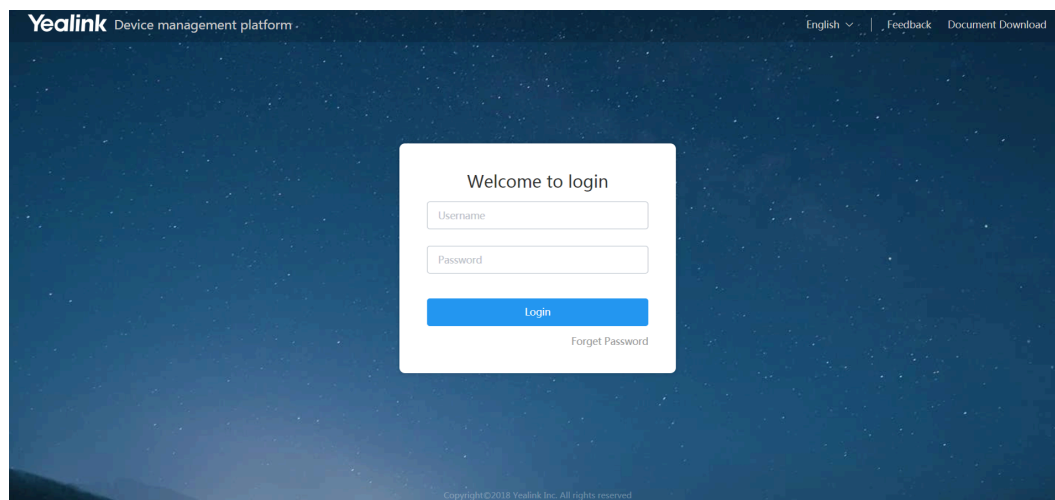 Yealink Device management platform
English Feedback Document Download
Welcome to login
Username
Password
Login
Forget Password
Copyright©2018 Yealink Inc. All rights reserved